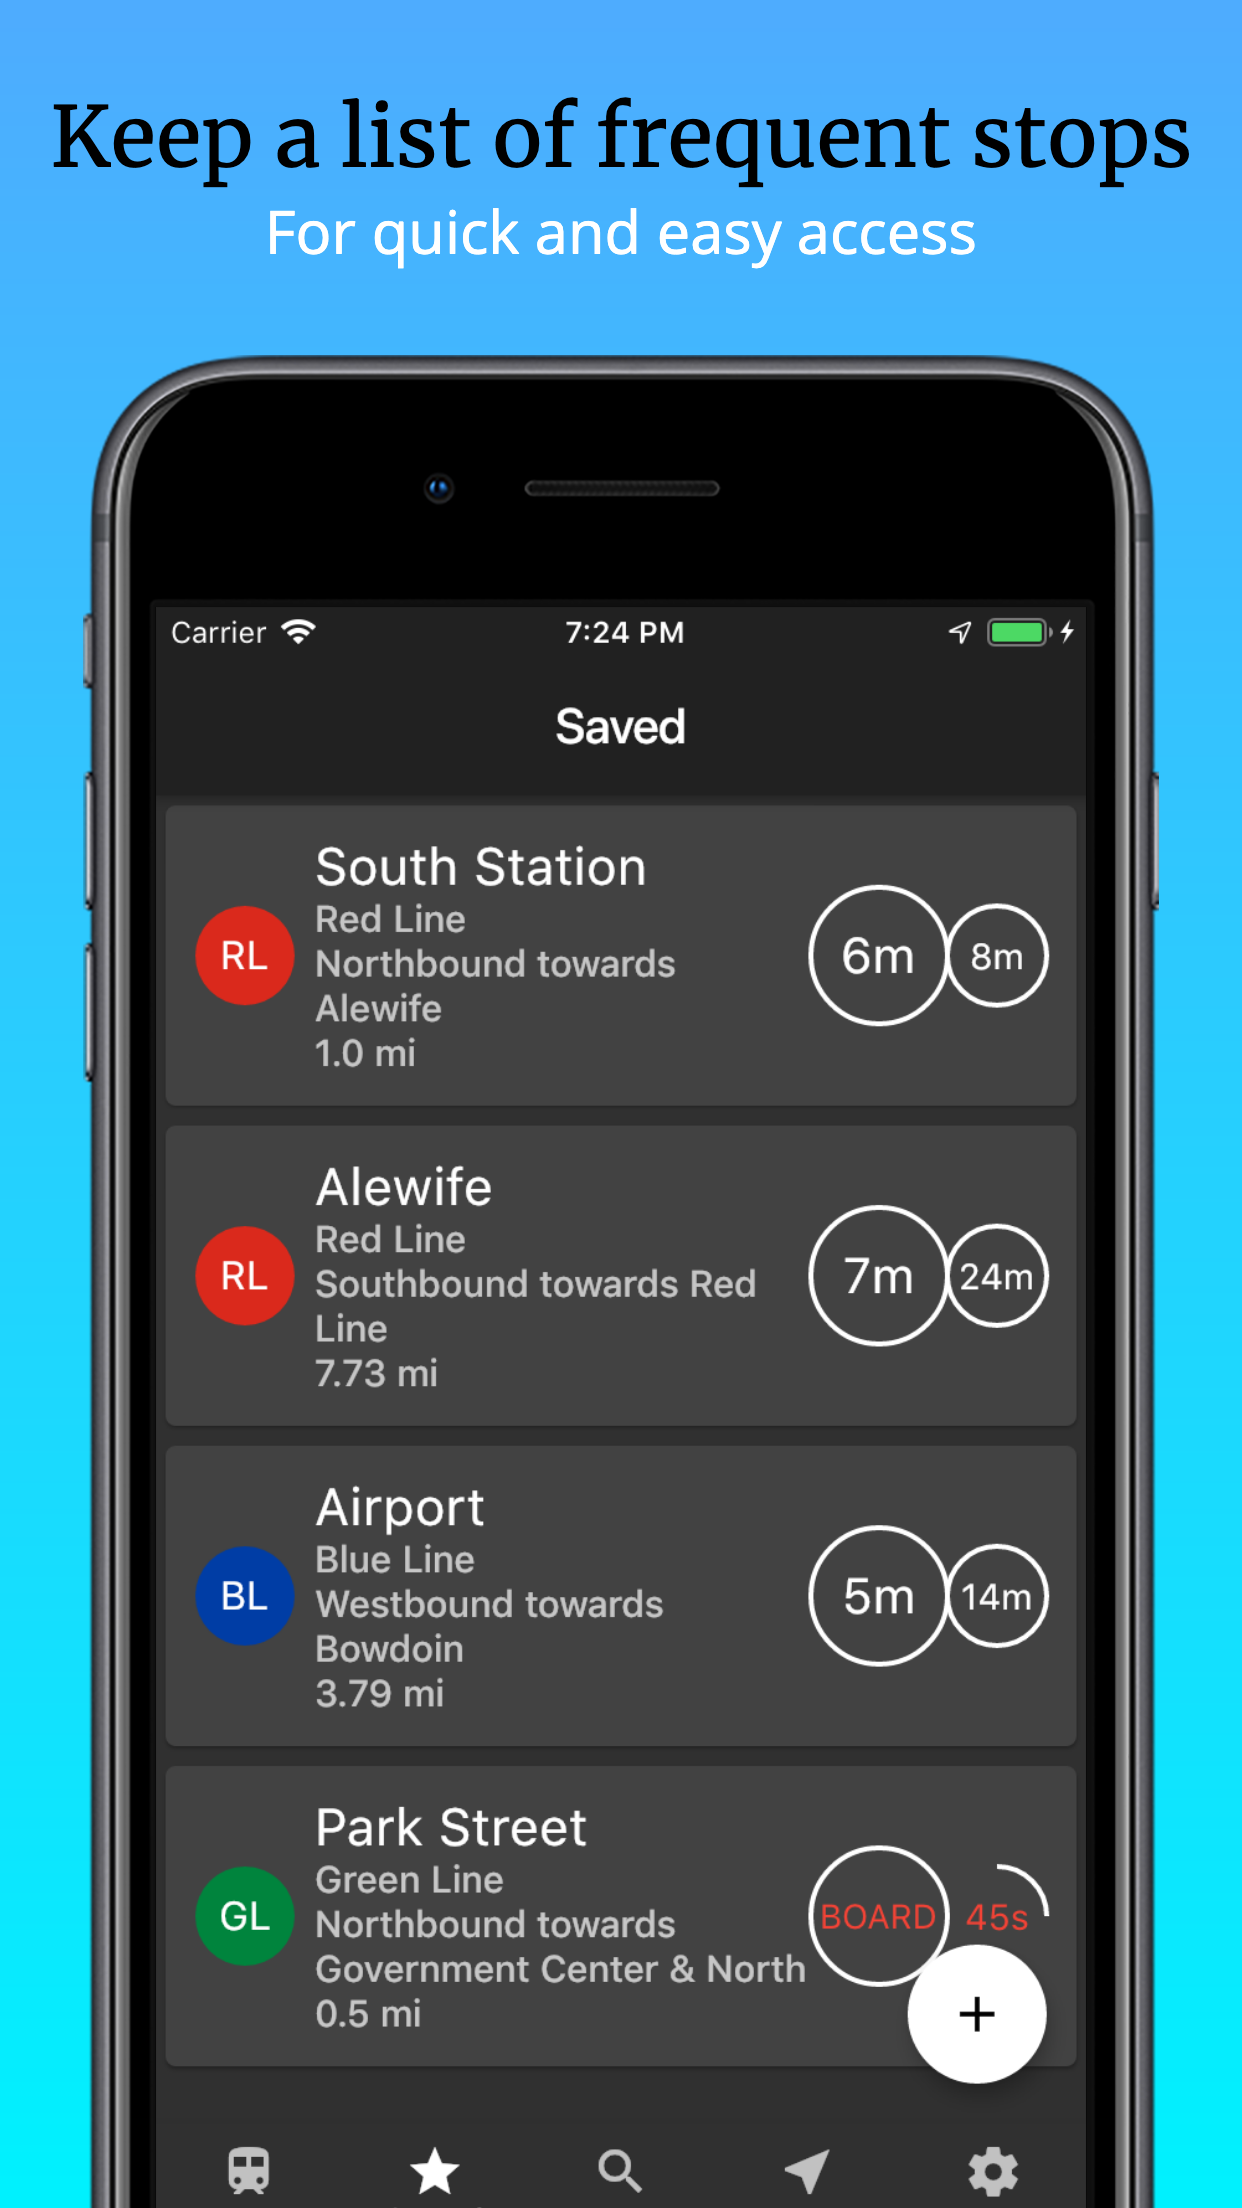 Keep a list of frequent stops
For quick and easy access
Carrier 7:24 PM
Saved
South Station
Red Line
Northbound towards
Alewife
1.0 mi
RL
6m
8m
Alewife
Red Line
Southbound towards Red
Line
7.73 mi
RL
7m
24m
Airport
Blue Line
Westbound towards
Bowdoin
3.79 mi
BL
5m
14m
Park Street
Green Line
Northbound towards
Government Center & North
0.5 mi
GL
BOARD
45s
+